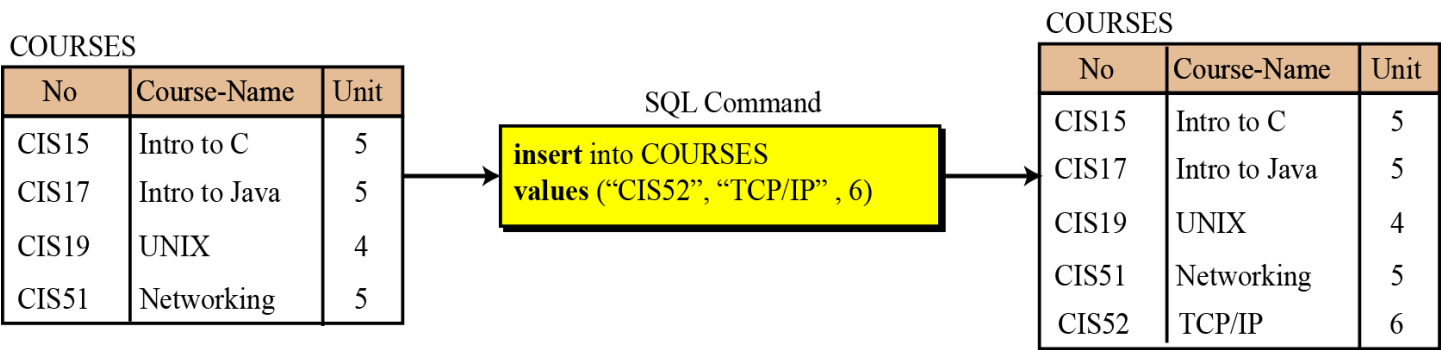 COURSES
No Course-Name Unit
CIS15 Intro to C 5
CIS17 Intro to Java 5
CIS19 UNIX 4
CIS51 Networking 5
SQL Command
insert into COURSES
values (“CIS52”, “TCP/IP” , 6)
COURSES
No Course-Name Unit
CIS15 Intro to C 5
CIS17 Intro to Java 5
CIS19 UNIX 4
CIS51 Networking 5
CIS52 TCP/IP 6